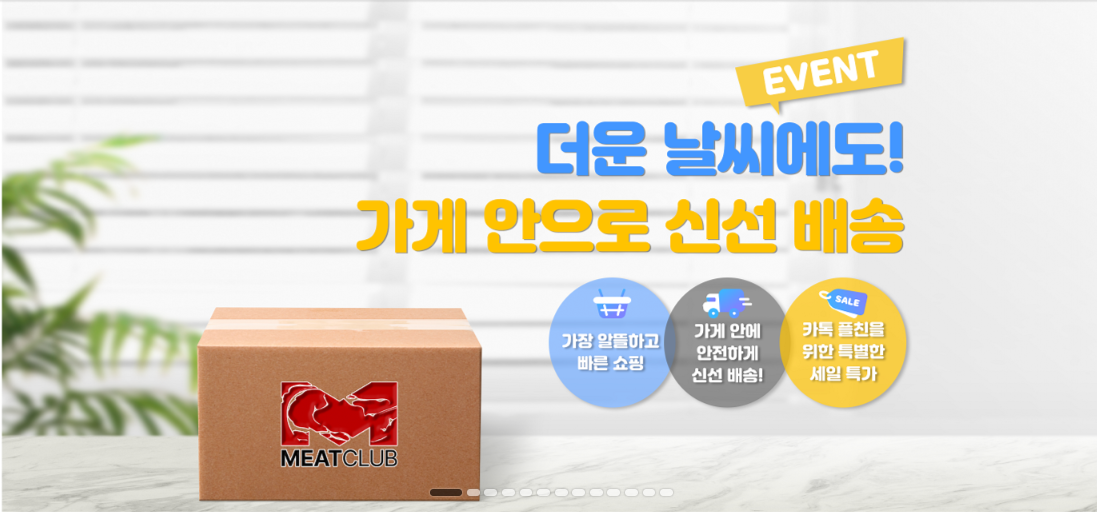 EVENT
더운 날씨에도!
가게 안으로 신선 배송
가장 알뜰하고
빠른 쇼핑
가게 안에
안전하게
신선 배송!
SALE
카톡 플친을
위한 특별한
세일 특가
MEATCLUB